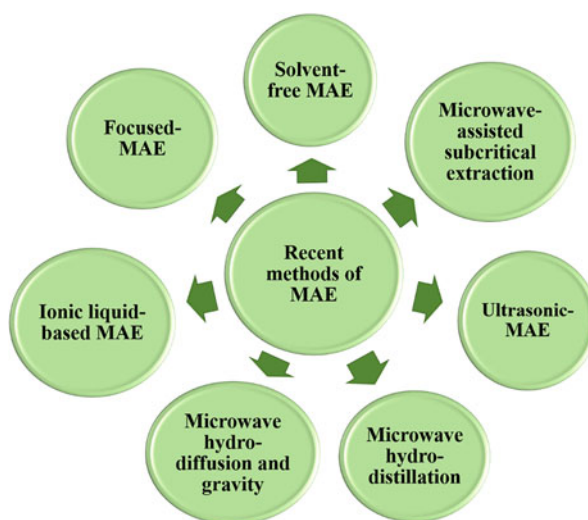 Solvent-
free MAE
Microwave-
assisted
subcritical
extraction
Ultrasonic-
MAE
Microwave
hydro-
distillation
Microwave
hydro-
diffusion and
gravity
Ionic liquid-
based MAE
Focused-
MAE
Recent
methods of
MAE